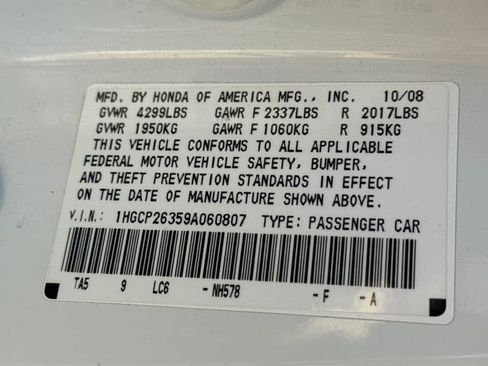 MFD. BY HONDA OF AMERICA MFG., INC. 10/08
GVWR 4299LBS GAWR F 2337LBS R 2017LBS
GVWR 1950KG GAWR F 1060KG R 915KG
THIS VEHICLE CONFORMS TO ALL APPLICABLE
FEDERAL MOTOR VEHICLE SAFETY, BUMPER,
AND THEFT PREVENTION STANDARDS IN EFFECT
ON THE DATE OF MANUFACTURE SHOWN ABOVE.
V.I.N.: 1HGCP26359A060807 TYPE: PASSENGER CAR
TA5 9 LC6 -NH578 -F -A